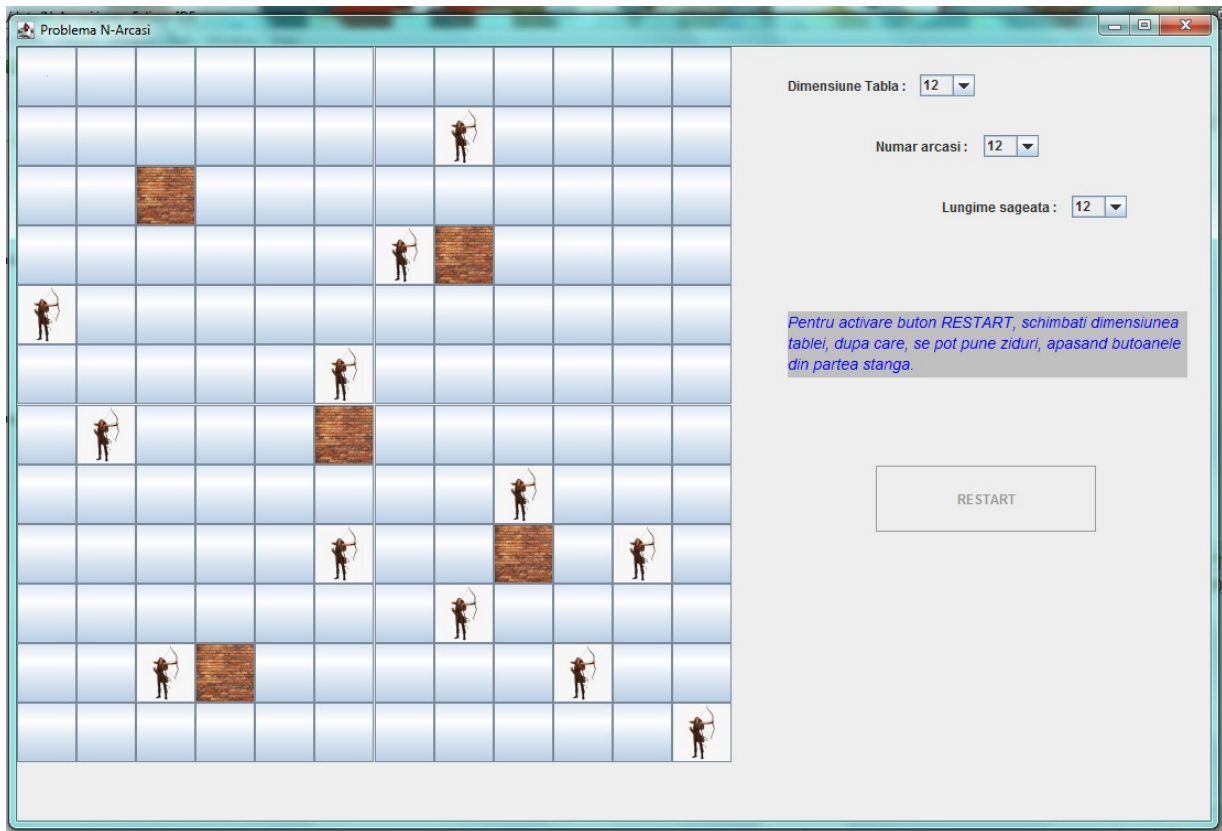 Problema N-Arcasi
Dimensiune Tabla : 12
Numar arcasi : 12
Lungime sageata : 12
Pentru activare buton RESTART, schimbati dimensiunea
tablei, dupa care, se pot pune ziduri, apasand butoanele
din partea stanga.
RESTART